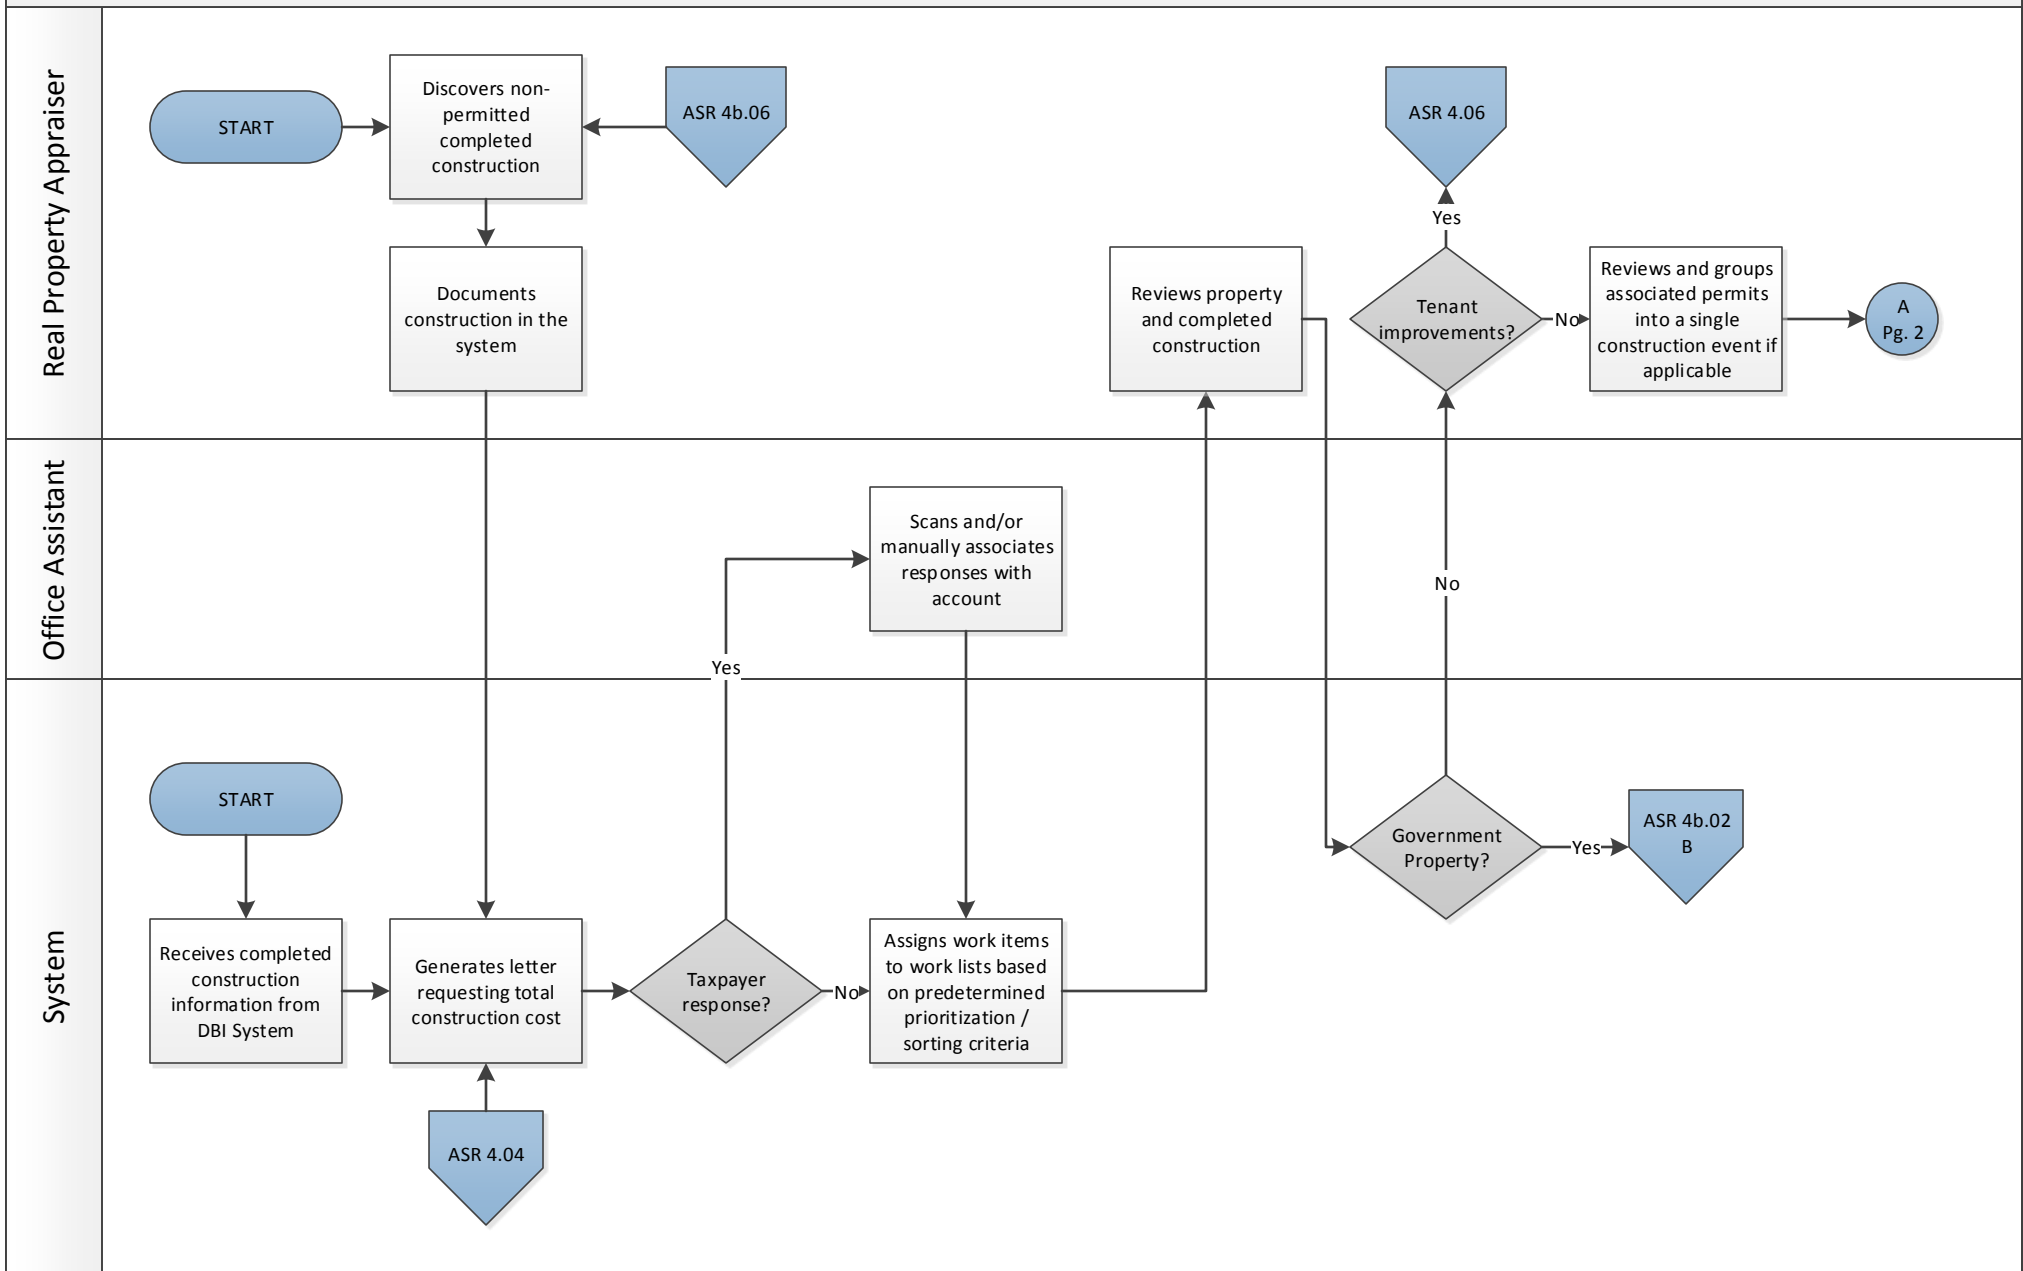 Real Property Appraiser
START
Discovers non-
permitted
completed
construction
ASR 4b.06
Documents
construction in the
system
Reviews property
and completed
construction
ASR 4.06
Yes
Tenant
improvements?
No
Reviews and groups
associated permits
into a single
construction event if
applicable
A
Pg. 2
Office Assistant
Scans and/or
manually associates
responses with
account
Yes
No
System
START
Receives completed
construction
information from
DBI System
Generates letter
requesting total
construction cost
ASR 4.04
Taxpayer
response?
No
Assigns work items
to work lists based
on predetermined
prioritization /
sorting criteria
Government
Property?
Yes
ASR 4b.02
B